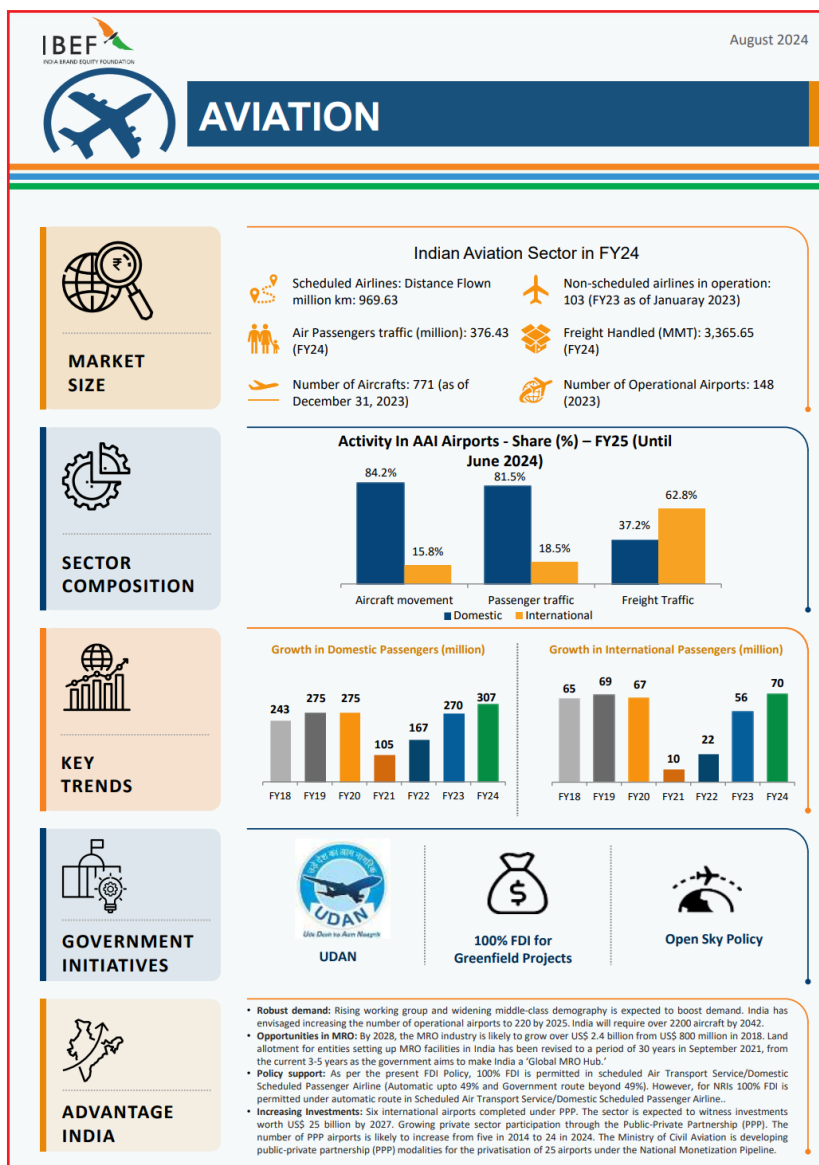 IBEF
INDIA BRAND EQUITY FOUNDATION
August 2024
AVIATION
MARKET
SIZE
Indian Aviation Sector in FY24
Scheduled Airlines: Distance Flown
million km: 969.63
Non-scheduled airlines in operation:
103 (FY23 as of Januaray 2023)
Air Passengers traffic (million): 376.43
(FY24)
Freight Handled (MMT): 3,365.65
(FY24)
Number of Aircrafts: 771 (as of
December 31, 2023)
Number of Operational Airports: 148
(2023)
SECTOR
COMPOSITION
Activity In AAI Airports - Share (%) – FY25 (Until
June 2024)
84.2%
15.8%
81.5%
18.5%
37.2%
62.8%
Aircraft movement
Passenger traffic
Freight Traffic
Domestic
International
KEY
TRENDS
Growth in Domestic Passengers (million)
243
275
275
105
167
270
307
FY18
FY19
FY20
FY21
FY22
FY23
FY24
Growth in International Passengers (million)
65
69
67
10
22
56
70
FY18
FY19
FY20
FY21
FY22
FY23
FY24
GOVERNMENT
INITIATIVES
उड़े देश का आम नागरिक
UDAN
Ude Desh ka Aam Naagrik
UDAN
$
100% FDI for
Greenfield Projects
Open Sky Policy
ADVANTAGE
INDIA
• Robust demand: Rising working group and widening middle-class demography is expected to boost demand. India has
envisaged increasing the number of operational airports to 220 by 2025. India will require over 2200 aircraft by 2042.
• Opportunities in MRO: By 2028, the MRO industry is likely to grow over US$ 2.4 billion from US$ 800 million in 2018. Land
allotment for entities setting up MRO facilities in India has been revised to a period of 30 years in September 2021, from
the current 3-5 years as the government aims to make India a ‘Global MRO Hub.’
• Policy support: As per the present FDI Policy, 100% FDI is permitted in scheduled Air Transport Service/Domestic
Scheduled Passenger Airline (Automatic upto 49% and Government route beyond 49%). However, for NRIs 100% FDI is
permitted under automatic route in Scheduled Air Transport Service/Domestic Scheduled Passenger Airline..
• Increasing Investments: Six international airports completed under PPP. The sector is expected to witness investments
worth US$ 25 billion by 2027. Growing private sector participation through the Public-Private Partnership (PPP). The
number of PPP airports is likely to increase from five in 2014 to 24 in 2024. The Ministry of Civil Aviation is developing
public-private partnership (PPP) modalities for the privatisation of 25 airports under the National Monetization Pipeline.